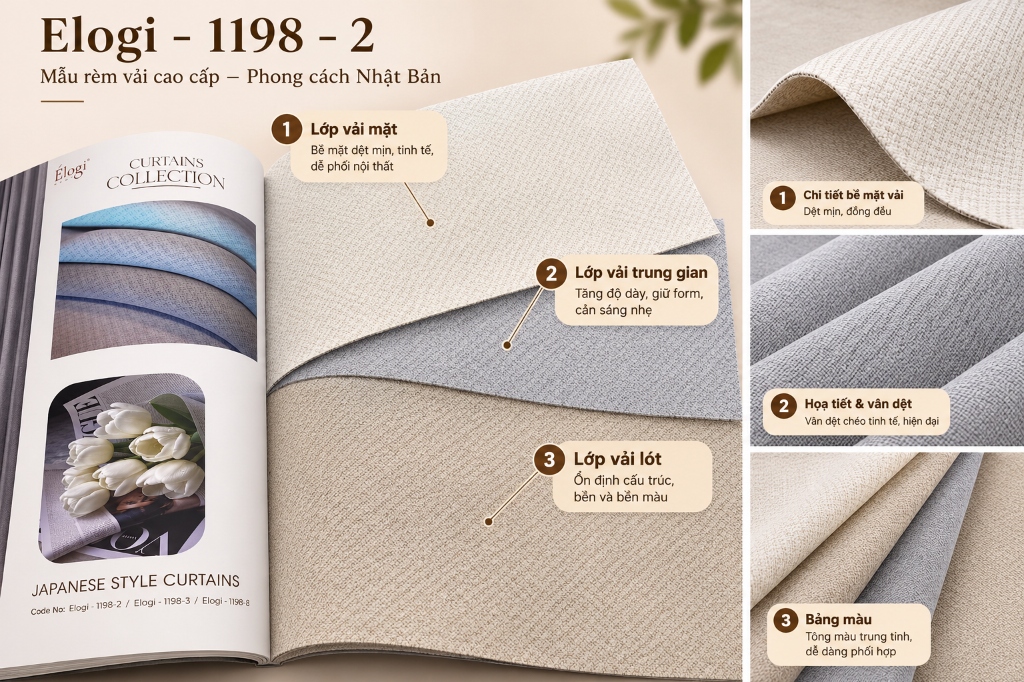 Elogi - 1198 - 2
Mẫu rèm vải cao cấp – Phong cách Nhật Bản
Élogi
CURTAINS
COLLECTION
JAPANESE STYLE CURTAINS
Code No: Elogi - 1198-2 / Elogi - 1198-3 / Elogi - 1198-8
1 Lớp vải mặt
Bề mặt dệt mịn, tinh tế,
dễ phối nội thất
2 Lớp vải trung gian
Tăng độ dày, giữ form,
cản sáng nhẹ
3 Lớp vải lót
Ổn định cấu trúc,
bền và bền màu
1 Chi tiết bề mặt vải
Dệt mịn, đồng đều
2 Họa tiết & vân dệt
Vân dệt chéo tinh tế, hiện đại
3 Bảng màu
Tông màu trung tính,
dễ dàng phối hợp